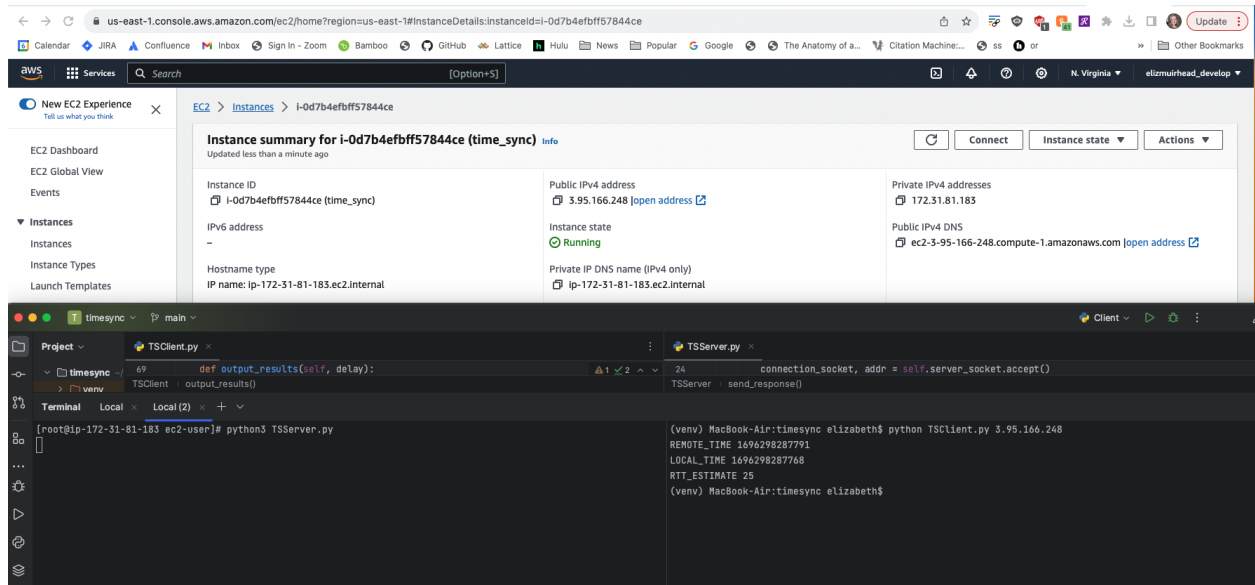 us-east-1.console.aws.amazon.com/ec2/home?region=us-east-1#InstanceDetails:instanceId=i-0d7b4efbff57844ce
Update
Calendar JIRA Confluence Inbox Sign In - Zoom Bamboo GitHub Lattice Hulu News Popular Google The Anatomy of a... Citation Machine:... ss or » Other Bookmarks
aws Services Search [Option+S] N. Virginia ▼ elizmuirhead_develop ▼
New EC2 Experience
Tell us what you think
EC2 Dashboard
EC2 Global View
Events
▼ Instances
Instances
Instance Types
Launch Templates
EC2 > Instances > i-0d7b4efbff57844ce
Instance summary for i-0d7b4efbff57844ce (time_sync) Info
Updated less than a minute ago
Connect Instance state ▼ Actions ▼
Instance ID
i-0d7b4efbff57844ce (time_sync)
Public IPv4 address
3.95.166.248 |open address
Private IPv4 addresses
172.31.81.183
IPv6 address
–
Instance state
Running
Public IPv4 DNS
ec2-3-95-166-248.compute-1.amazonaws.com |open address
Hostname type
IP name: ip-172-31-81-183.ec2.internal
Private IP DNS name (IPv4 only)
ip-172-31-81-183.ec2.internal
T timesync main Client
Project TSClient.py × TSServer.py ×
timesync ~/
venv
69 def output_results(self, delay): 1 2
TSClient › output_results()
24 connection_socket, addr = self.server_socket.accept()
TSServer › send_response()
Terminal Local × Local (2) × +
[root@ip-172-31-81-183 ec2-user]# python3 TSServer.py
(venv) MacBook-Air:timesync elizabeth$ python TSClient.py 3.95.166.248
REMOTE_TIME 1696298287791
LOCAL_TIME 1696298287768
RTT_ESTIMATE 25
(venv) MacBook-Air:timesync elizabeth$